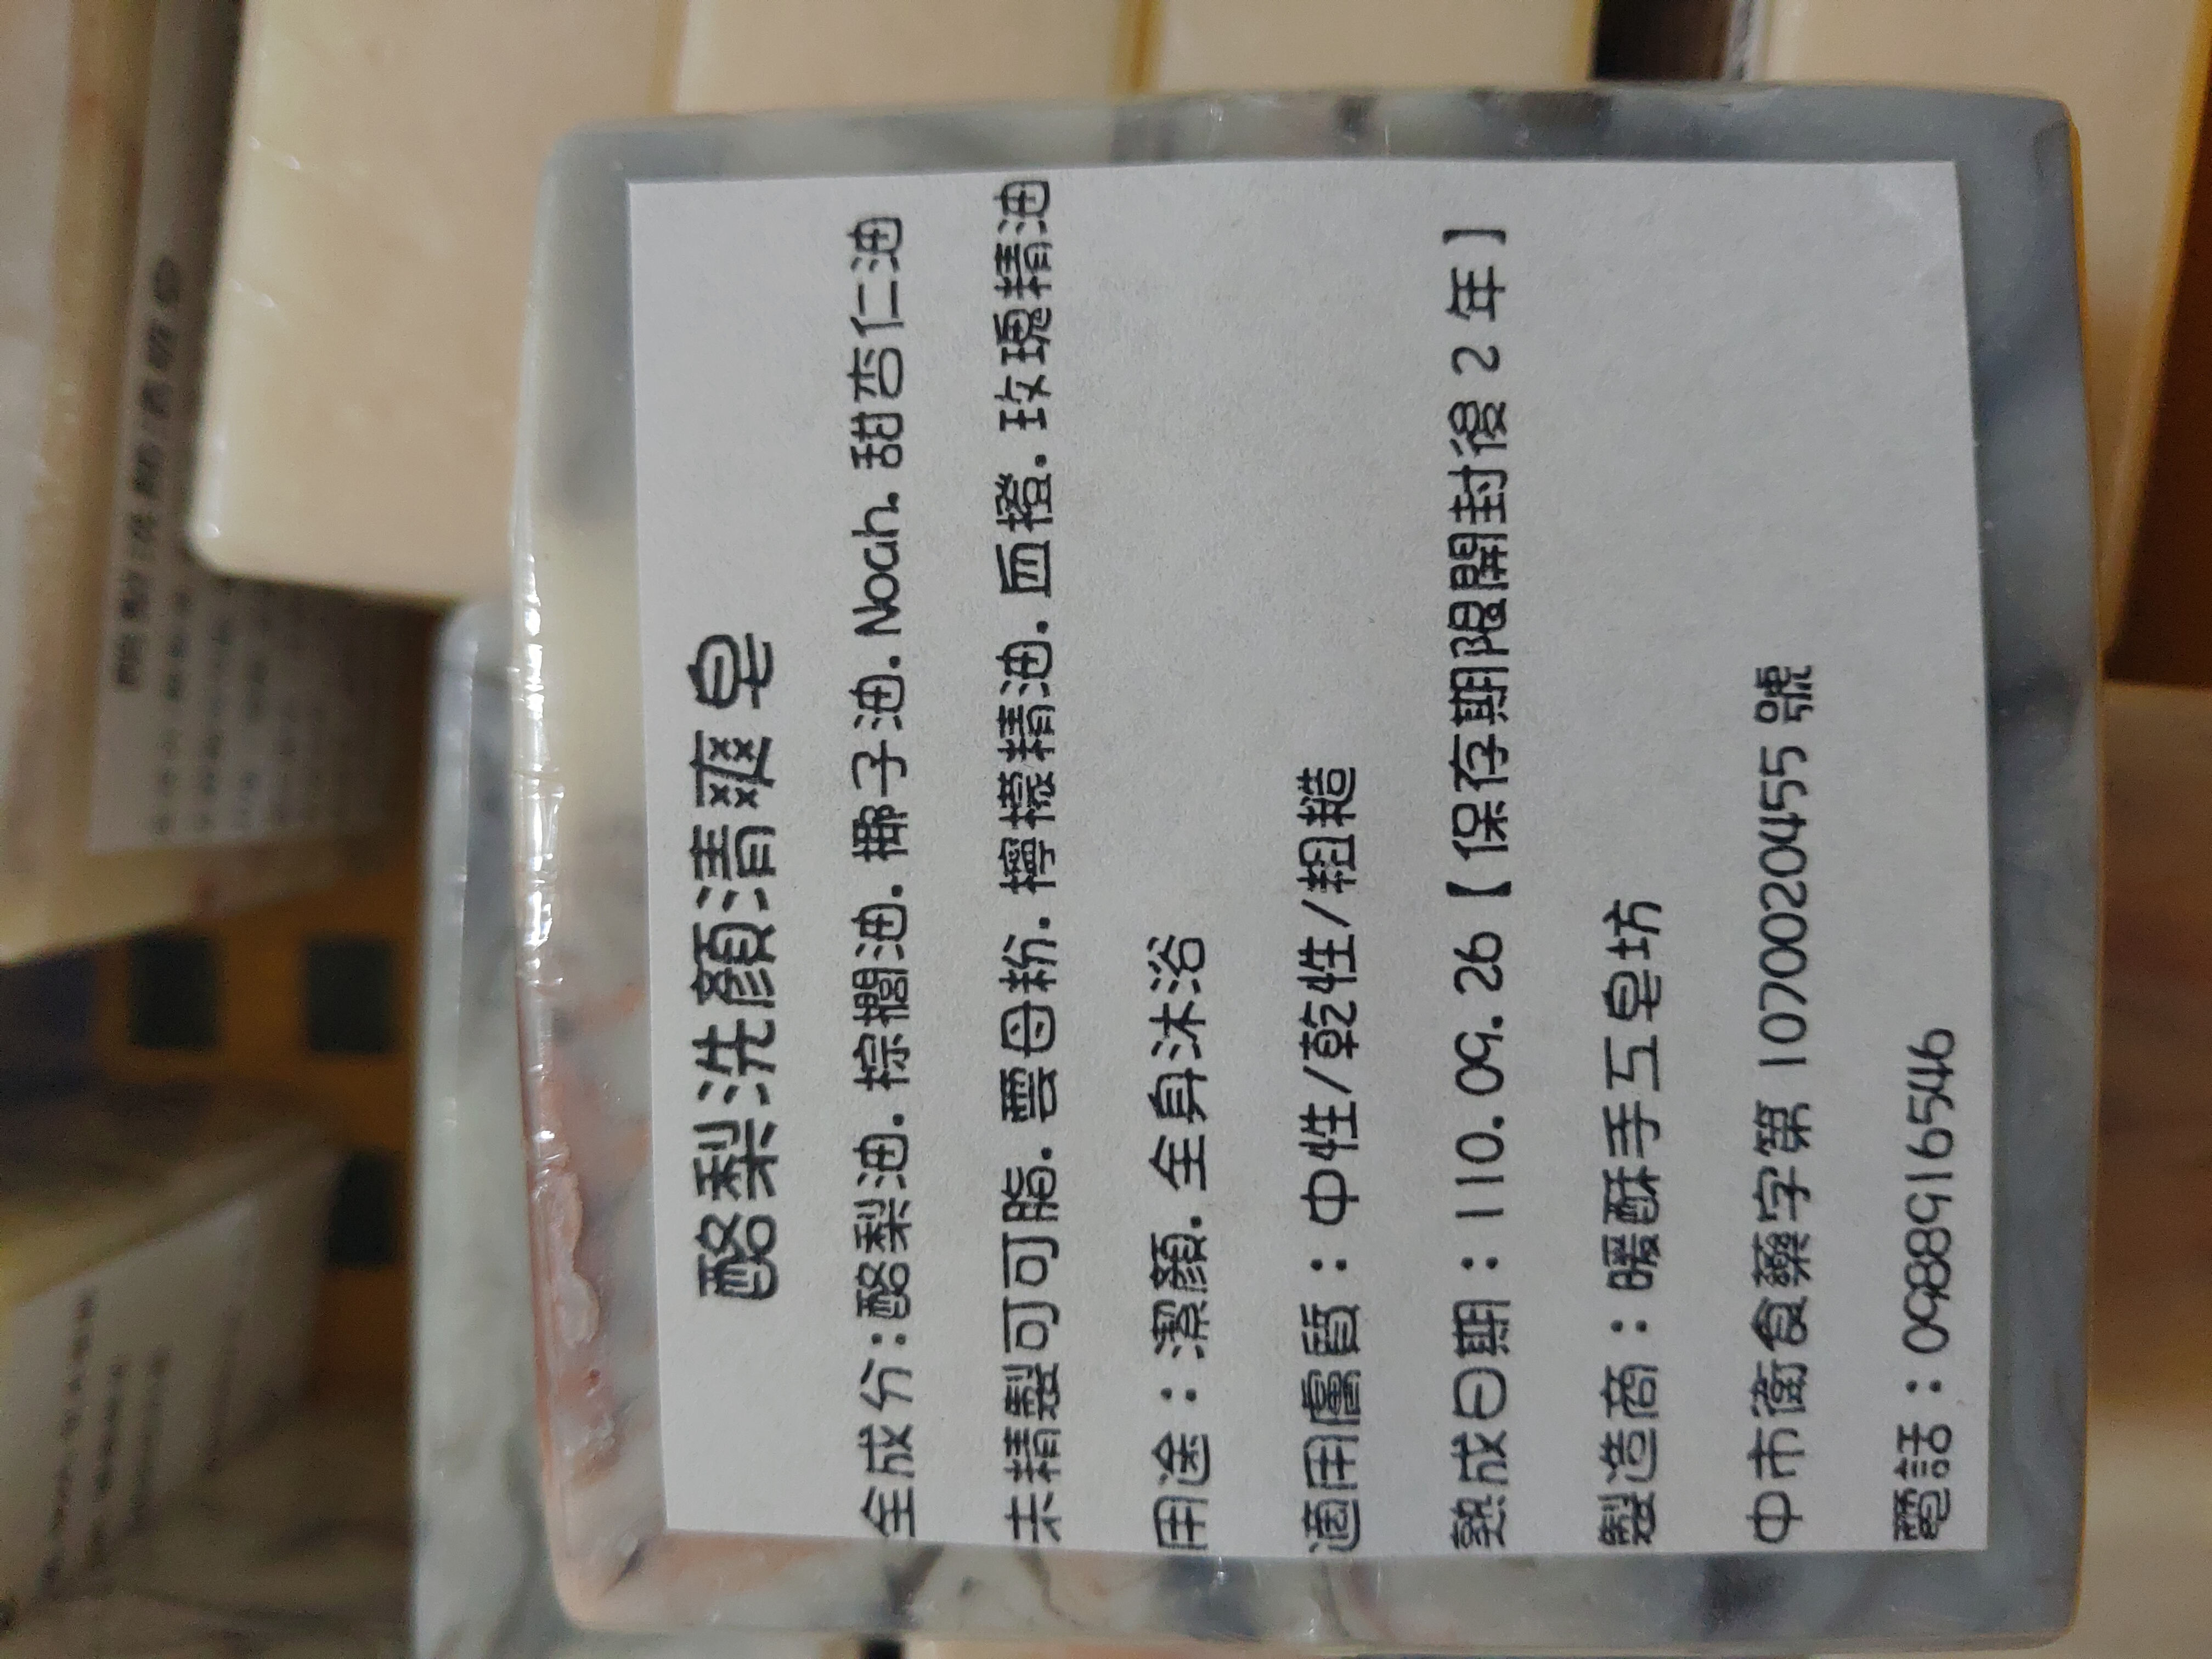 酪梨洗顏清爽皂
全成分:酪梨油. 棕櫚油. 椰子油. Naoh. 甜杏仁油
未精製可可脂. 雲母粉. 檸檬精油. 血橙. 玫瑰精油
用途：潔顏. 全身沐浴
適用膚質：中性/乾性/粗糙
熟成日期：110. 09. 26【保存期限開封後 2 年】
製造商：暖酥手工皂坊
中市衛食藥字第 1070020455 號
電話：0988916546